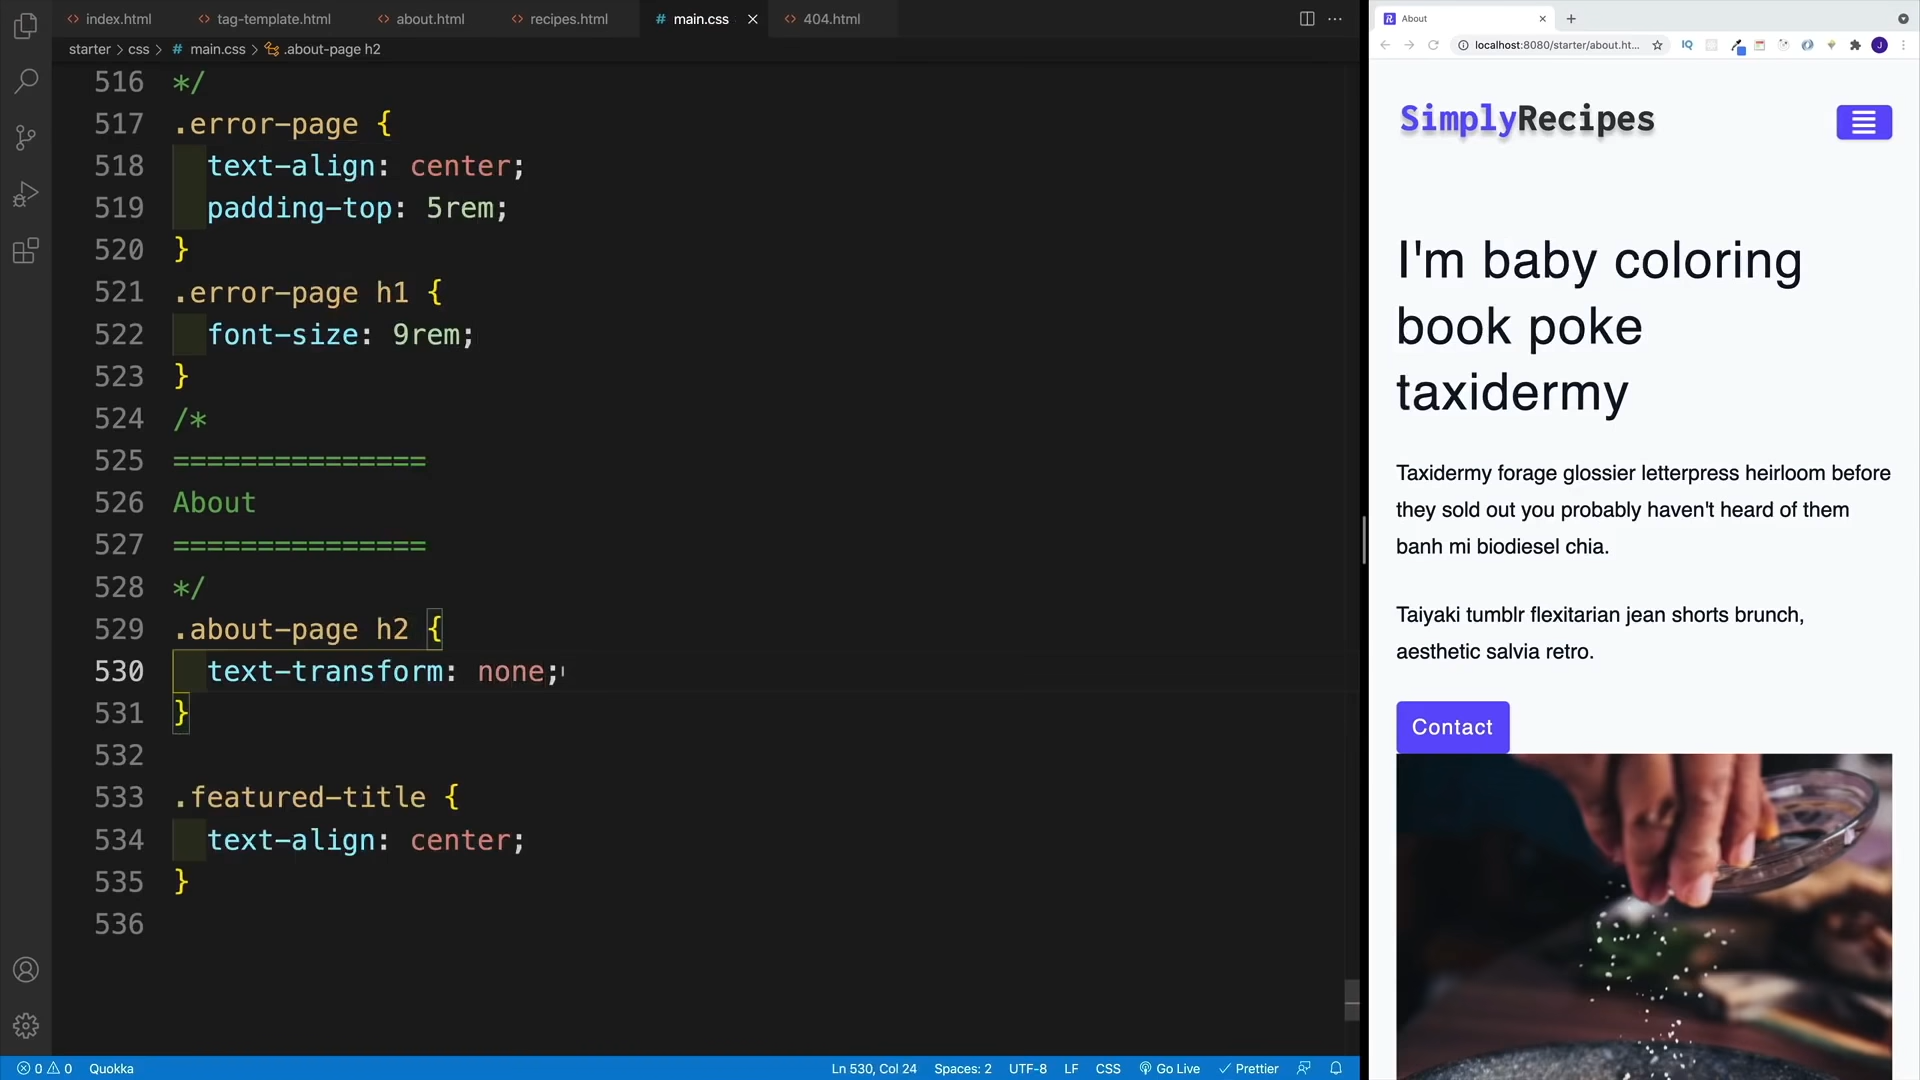 index.html
tag-template.html
about.html
recipes.html
# main.css
404.html
starter > css > # main.css > .about-page h2
516 */
517 .error-page {
518 text-align: center;
519 padding-top: 5rem;
520 }
521 .error-page h1 {
522 font-size: 9rem;
523 }
524 /*
525 ===============
526 About
527 ===============
528 */
529 .about-page h2 {
530 text-transform: none;
531 }
532
533 .featured-title {
534 text-align: center;
535 }
536
0 0 Quokka
Ln 530, Col 24 Spaces: 2 UTF-8 LF CSS Go Live Prettier
About
localhost:8080/starter/about.ht...
IQ
J
SimplyRecipes
I'm baby coloring
book poke
taxidermy
Taxidermy forage glossier letterpress heirloom before
they sold out you probably haven't heard of them
banh mi biodiesel chia.
Taiyaki tumblr flexitarian jean shorts brunch,
aesthetic salvia retro.
Contact